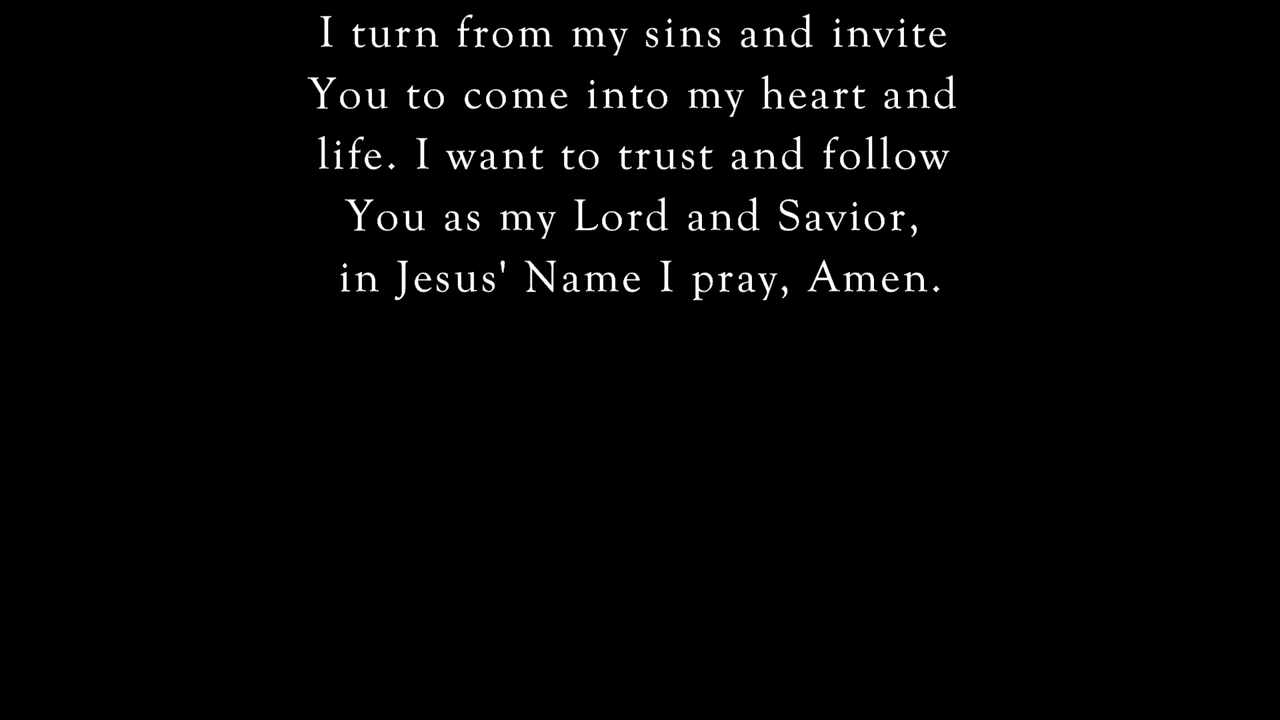 I turn from my sins and invite
You to come into my heart and
life. I want to trust and follow
You as my Lord and Savior,
in Jesus' Name I pray, Amen.